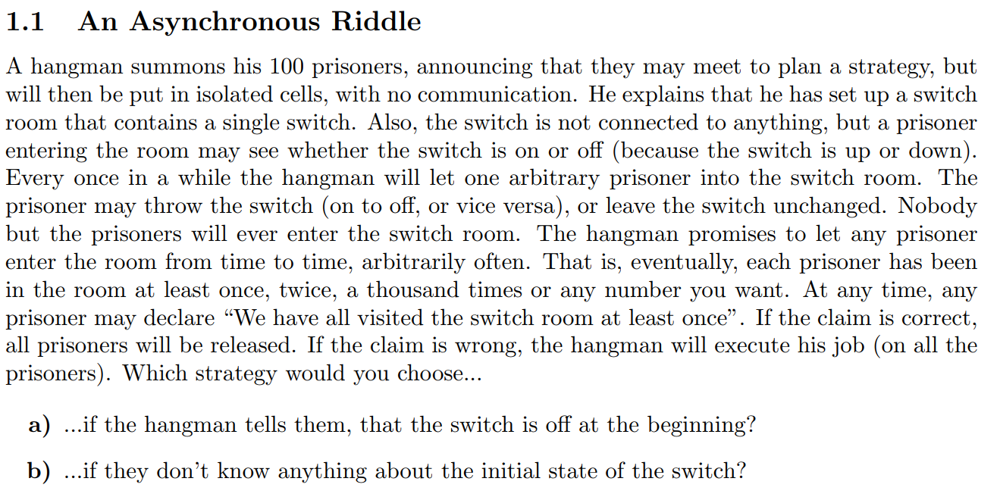 1.1 An Asynchronous Riddle
A hangman summons his 100 prisoners, announcing that they may meet to plan a strategy, but
will then be put in isolated cells, with no communication. He explains that he has set up a switch
room that contains a single switch. Also, the switch is not connected to anything, but a prisoner
entering the room may see whether the switch is on or off (because the switch is up or down).
Every once in a while the hangman will let one arbitrary prisoner into the switch room. The
prisoner may throw the switch (on to off, or vice versa), or leave the switch unchanged. Nobody
but the prisoners will ever enter the switch room. The hangman promises to let any prisoner
enter the room from time to time, arbitrarily often. That is, eventually, each prisoner has been
in the room at least once, twice, a thousand times or any number you want. At any time, any
prisoner may declare “We have all visited the switch room at least once”. If the claim is correct,
all prisoners will be released. If the claim is wrong, the hangman will execute his job (on all the
prisoners). Which strategy would you choose...
a) ...if the hangman tells them, that the switch is off at the beginning?
b) ...if they don’t know anything about the initial state of the switch?